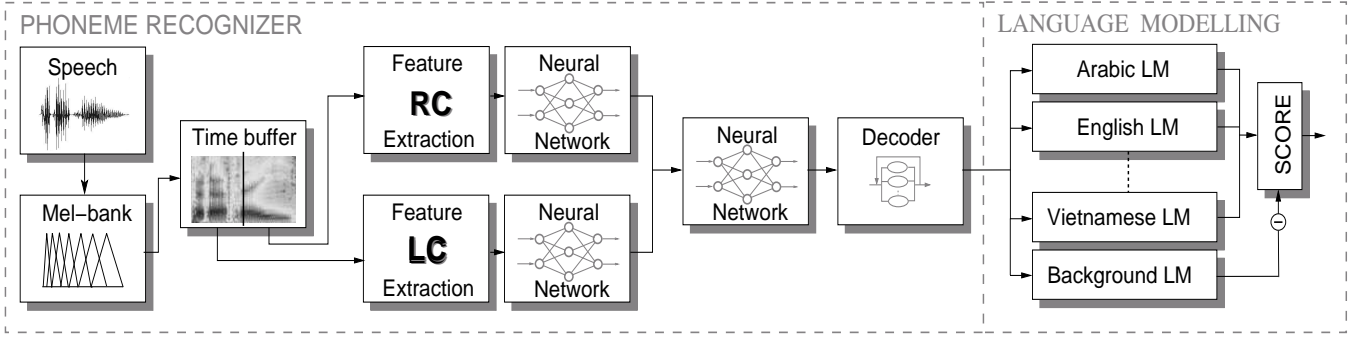 PHONEME RECOGNIZER
LANGUAGE MODELLING
Speech
Mel–bank
Time buffer
Feature
RC
Extraction
Neural
Network
Feature
LC
Extraction
Neural
Network
Neural
Network
Decoder
Arabic LM
English LM
Vietnamese LM
Background LM
SCORE